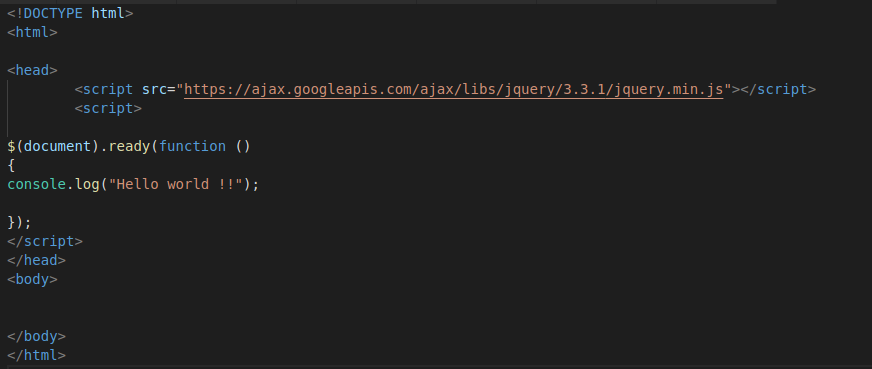 <!DOCTYPE html>
<html>
<head>
<script src="https://ajax.googleapis.com/ajax/libs/jquery/3.3.1/jquery.min.js"></script>
<script>
$(document).ready(function ()
{
console.log("Hello world !!");
});
</script>
</head>
<body>
</body>
</html>